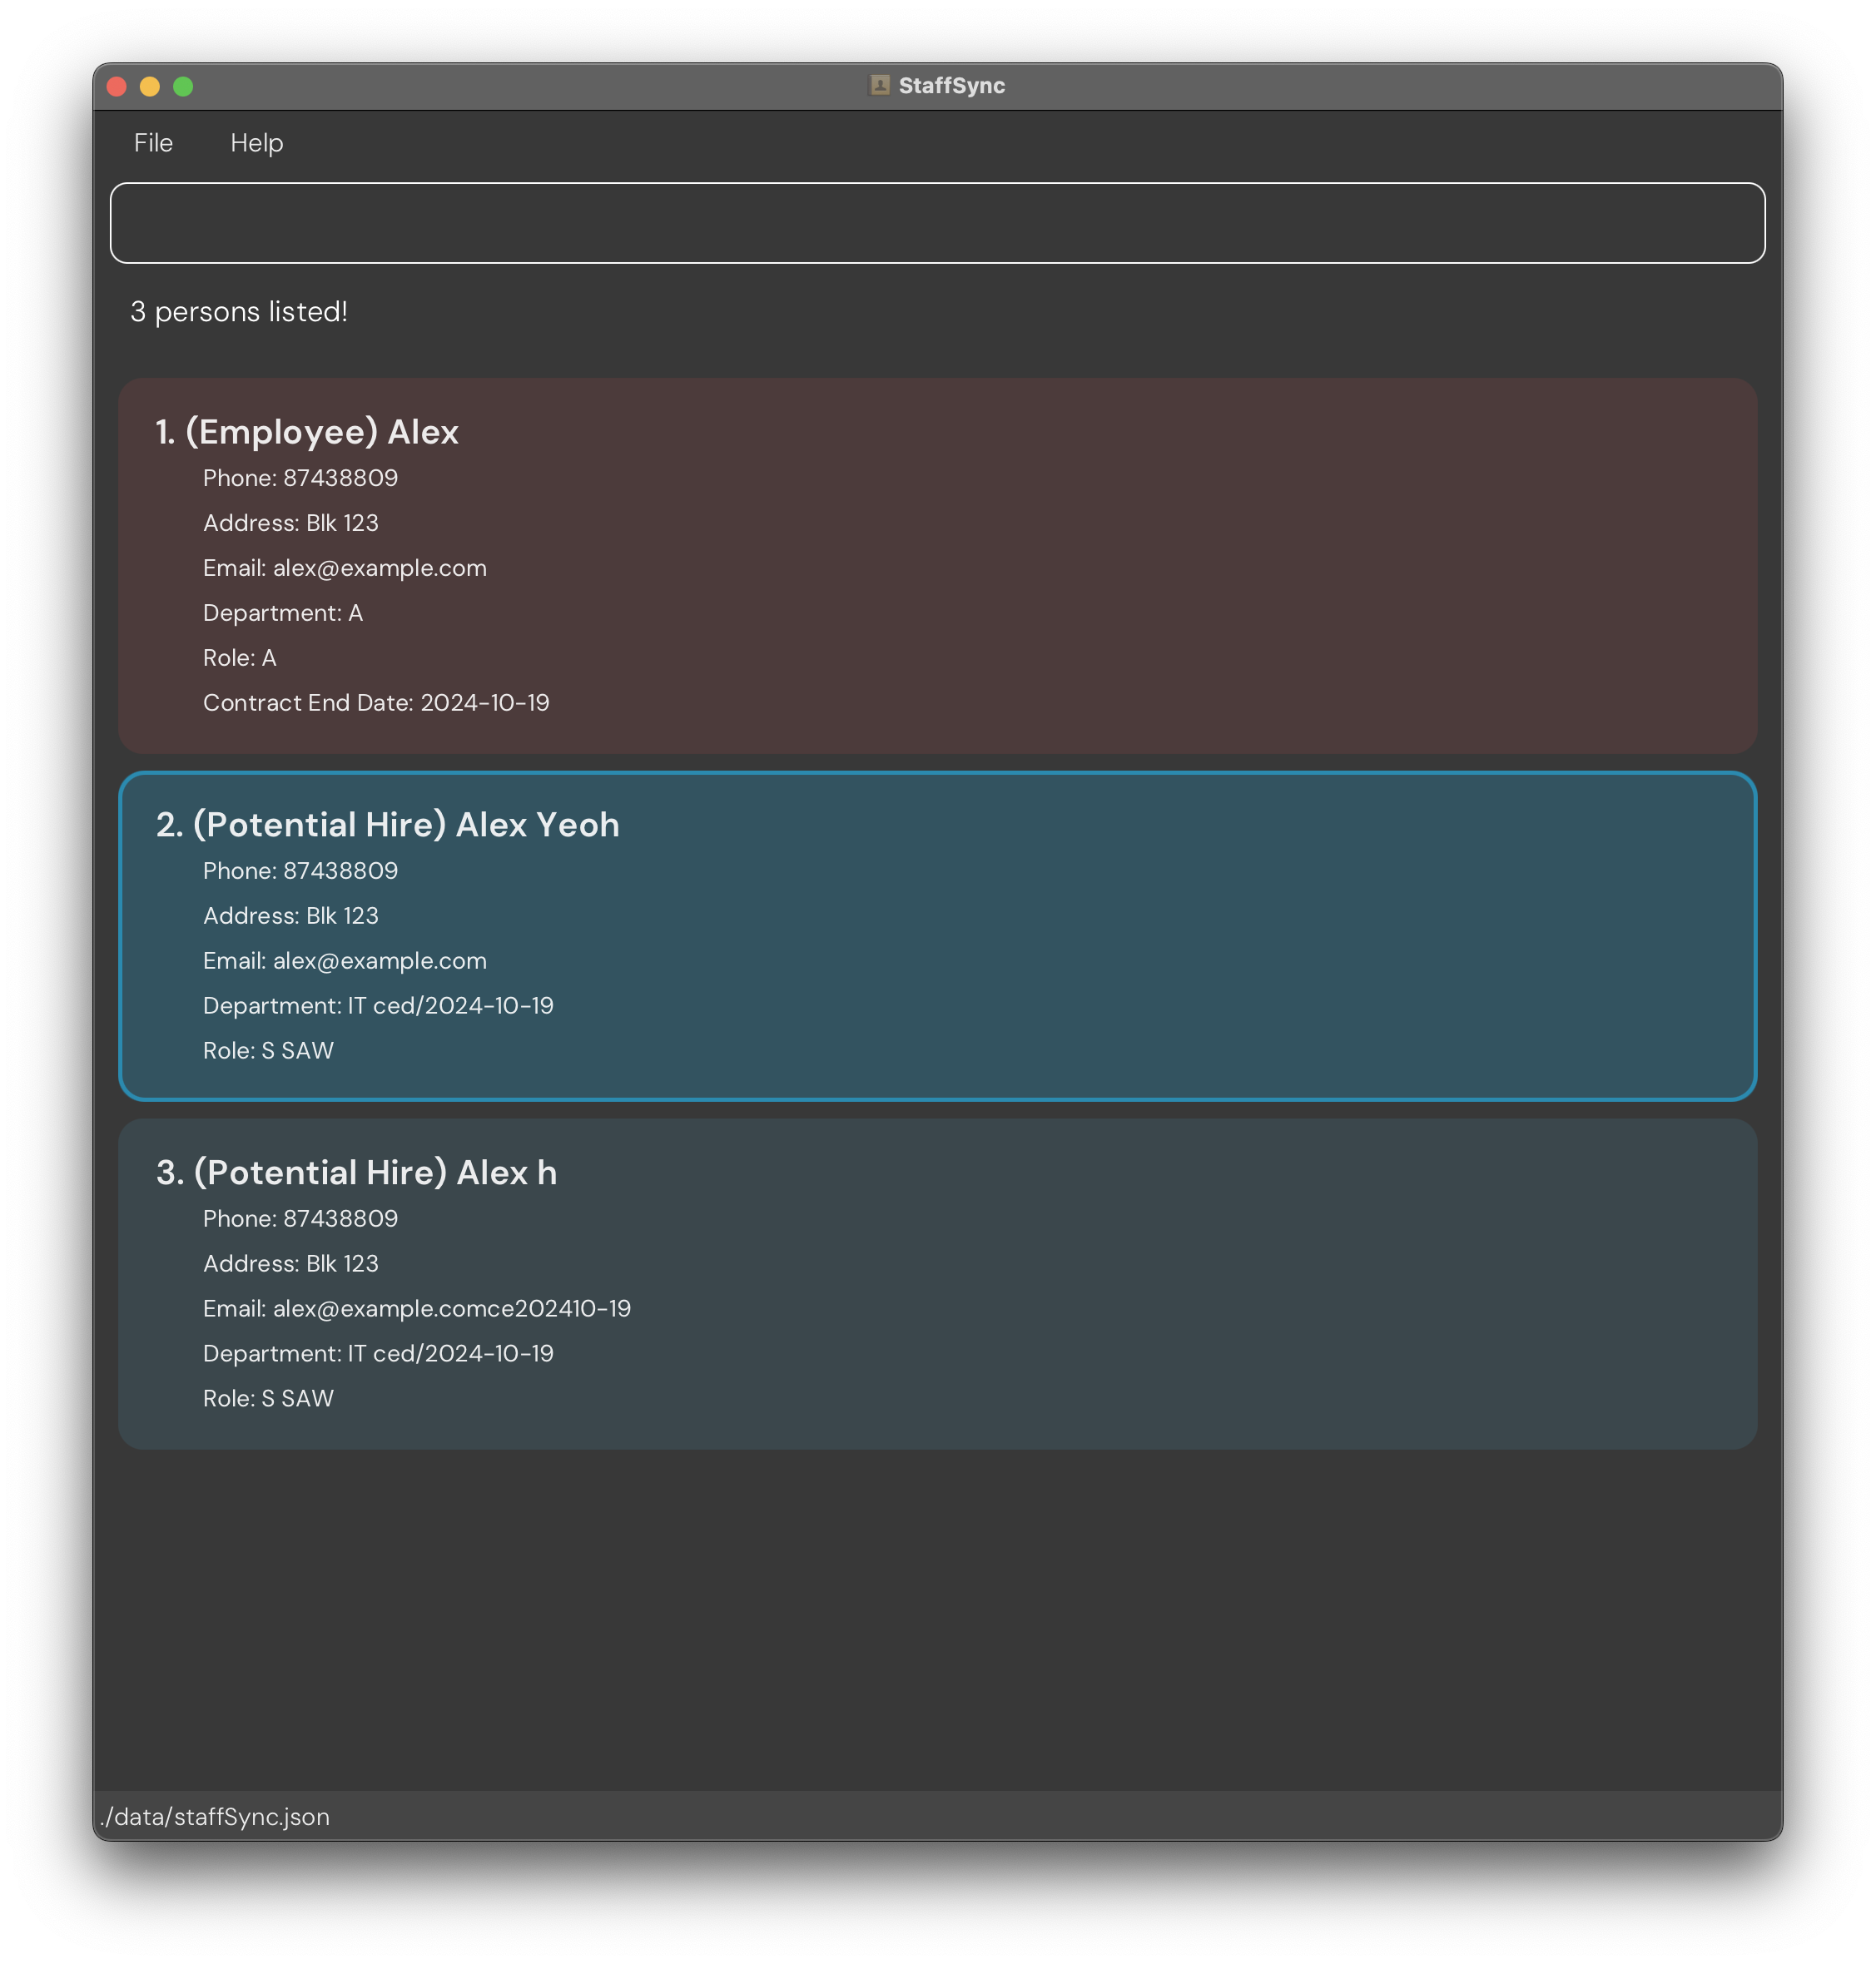 StaffSync
File Help
3 persons listed!
1. (Employee) Alex
Phone: 87438809
Address: Blk 123
Email: alex@example.com
Department: A
Role: A
Contract End Date: 2024-10-19
2. (Potential Hire) Alex Yeoh
Phone: 87438809
Address: Blk 123
Email: alex@example.com
Department: IT ced/2024-10-19
Role: S SAW
3. (Potential Hire) Alex h
Phone: 87438809
Address: Blk 123
Email: alex@example.comce202410-19
Department: IT ced/2024-10-19
Role: S SAW
./data/staffSync.json